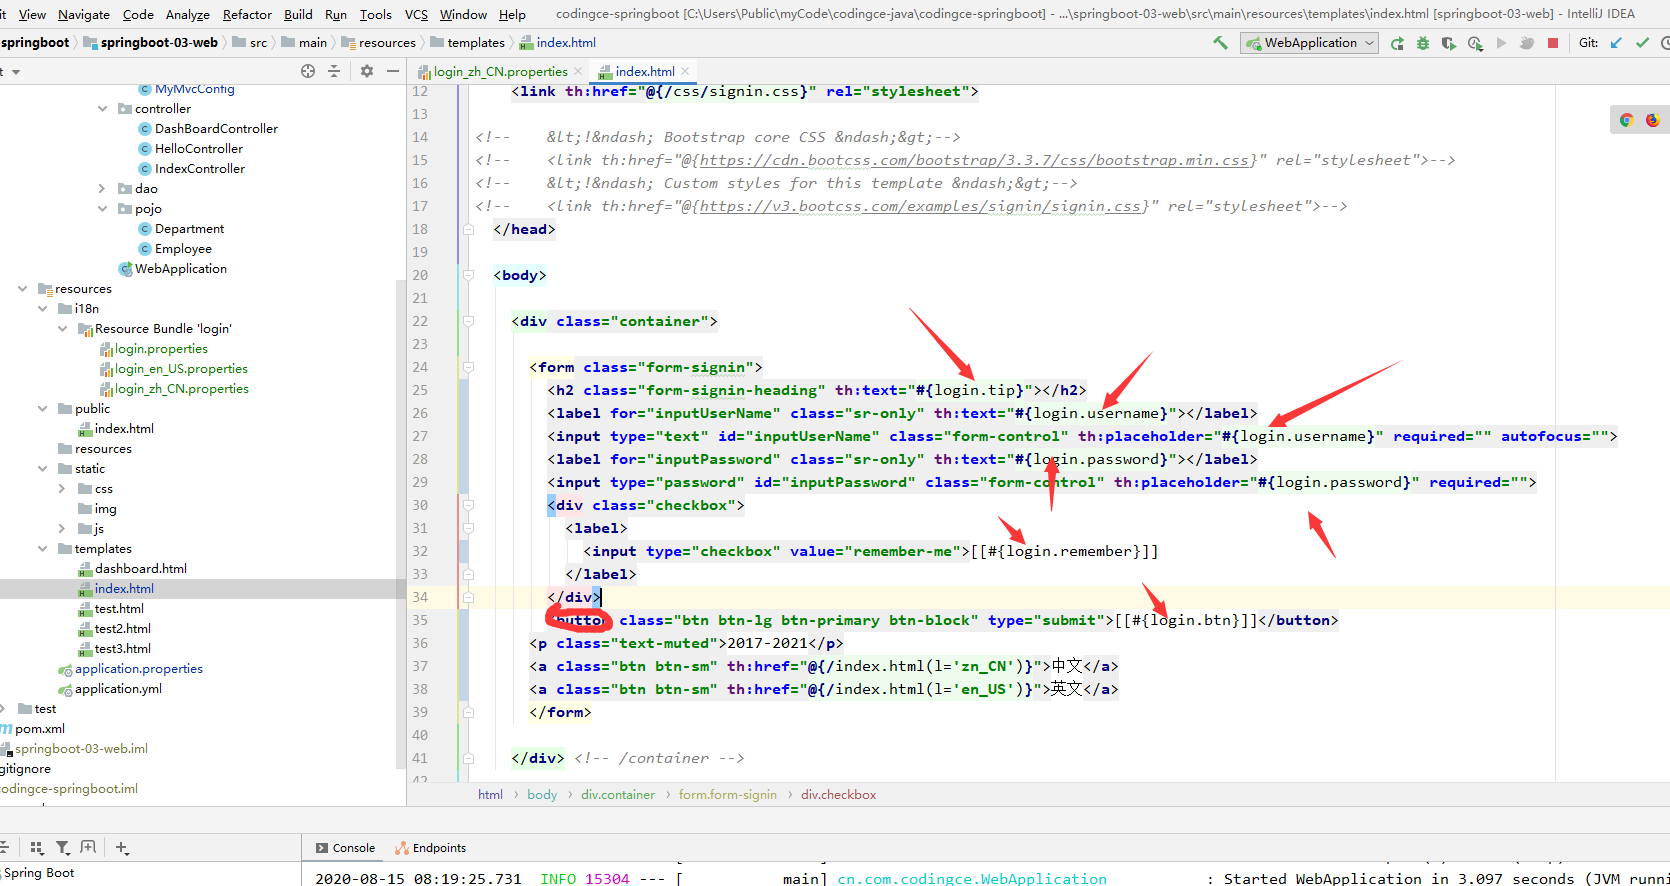 it View Navigate Code Analyze Refactor Build Run Tools VCS Window Help codingce-springboot [C:\Users\Public\myCode\codingce-java\codingce-springboot] - ...\springboot-03-web\src\main\resources\templates\index.html [springboot-03-web] - IntelliJ IDEA
springboot springboot-03-web src main resources templates index.html WebApplication Git:
t
MyMvcConfig
controller
DashBoardController
HelloController
IndexController
dao
pojo
Department
Employee
WebApplication
resources
i18n
Resource Bundle 'login'
login.properties
login_en_US.properties
login_zh_CN.properties
public
index.html
resources
static
css
img
js
templates
dashboard.html
index.html
test.html
test2.html
test3.html
application.properties
application.yml
test
pom.xml
springboot-03-web.iml
gitignore
codingce-springboot.iml
login_zh_CN.properties index.html
12 <link th:href="@{/css/signin.css}" rel="stylesheet">
13
14 <!-- &lt;!&ndash; Bootstrap core CSS &ndash;&gt;-->
15 <!-- <link th:href="@{https://cdn.bootcss.com/bootstrap/3.3.7/css/bootstrap.min.css}" rel="stylesheet">-->
16 <!-- &lt;!&ndash; Custom styles for this template &ndash;&gt;-->
17 <!-- <link th:href="@{https://v3.bootcss.com/examples/signin/signin.css}" rel="stylesheet">-->
18 </head>
19
20 <body>
21
22 <div class="container">
23
24 <form class="form-signin">
25 <h2 class="form-signin-heading" th:text="#{login.tip}"></h2>
26 <label for="inputUserName" class="sr-only" th:text="#{login.username}"></label>
27 <input type="text" id="inputUserName" class="form-control" th:placeholder="#{login.username}" required="" autofocus="">
28 <label for="inputPassword" class="sr-only" th:text="#{login.password}"></label>
29 <input type="password" id="inputPassword" class="form-control" th:placeholder="#{login.password}" required="">
30 <div class="checkbox">
31 <label>
32 <input type="checkbox" value="remember-me">[[#{login.remember}]]
33 </label>
34 </div>
35 <button class="btn btn-lg btn-primary btn-block" type="submit">[[#{login.btn}]]</button>
36 <p class="text-muted">2017-2021</p>
37 <a class="btn btn-sm" th:href="@{/index.html(l='zn_CN')}">中文</a>
38 <a class="btn btn-sm" th:href="@{/index.html(l='en_US')}">英文</a>
39 </form>
40
41 </div> <!-- /container -->
42
html body div.container form.form-signin div.checkbox
Console Endpoints
Spring Boot
2020-08-15 08:19:25.731 INFO 15304 --- [ main] cn.com.codingce.WebApplication : Started WebApplication in 3.097 seconds (JVM runni